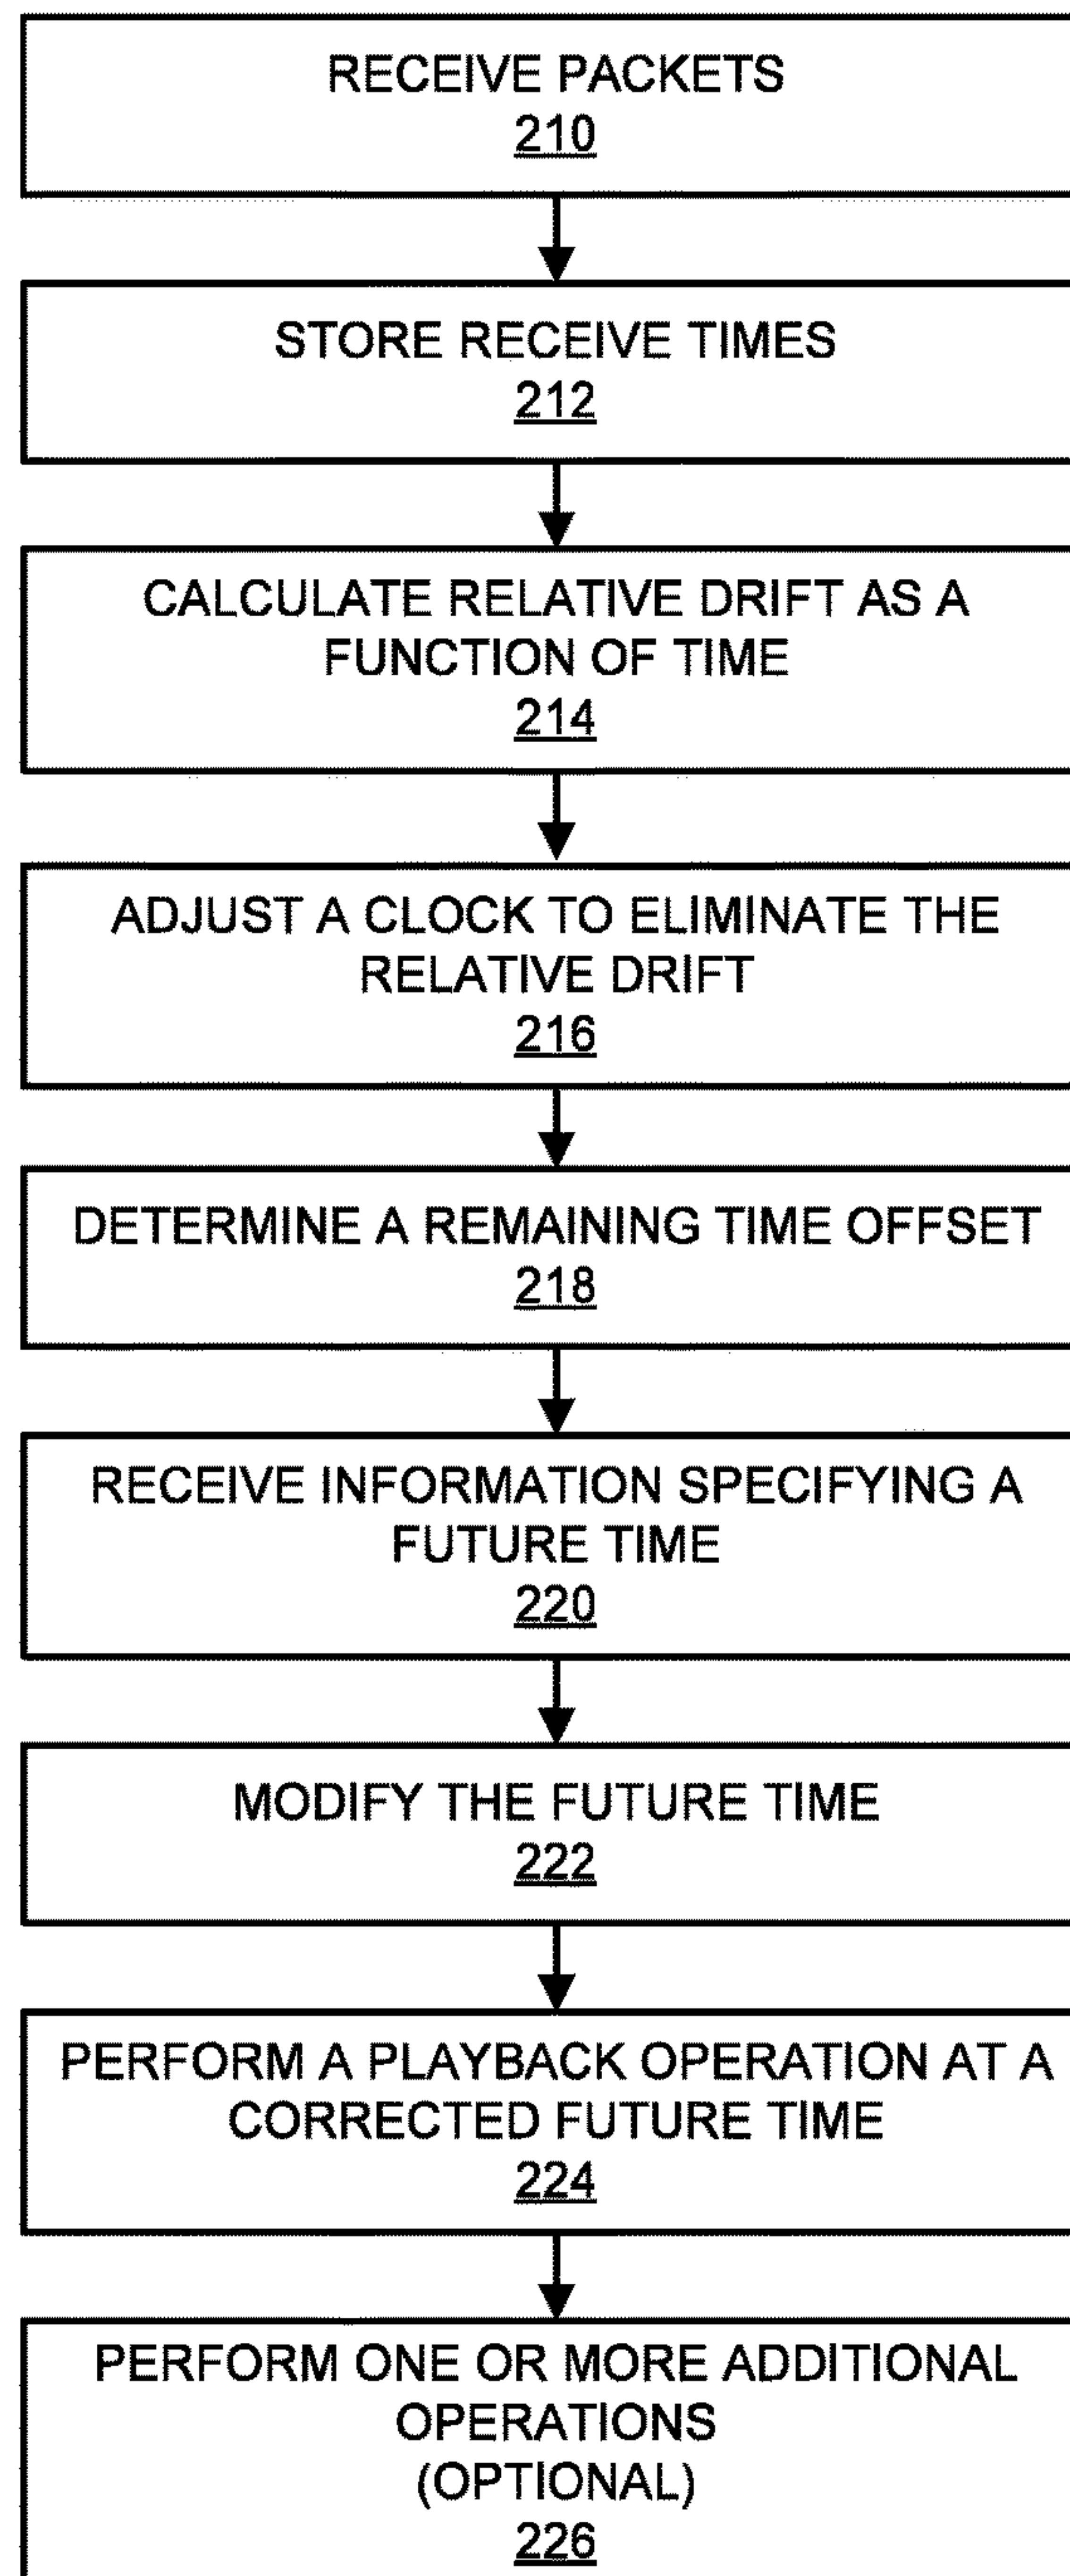 RECEIVE PACKETS
210
STORE RECEIVE TIMES
212
CALCULATE RELATIVE DRIFT AS A
FUNCTION OF TIME
214
ADJUST A CLOCK TO ELIMINATE THE
RELATIVE DRIFT
216
DETERMINE A REMAINING TIME OFFSET
218
RECEIVE INFORMATION SPECIFYING A
FUTURE TIME
220
MODIFY THE FUTURE TIME
222
PERFORM A PLAYBACK OPERATION AT A
CORRECTED FUTURE TIME
224
PERFORM ONE OR MORE ADDITIONAL
OPERATIONS
(OPTIONAL)
226